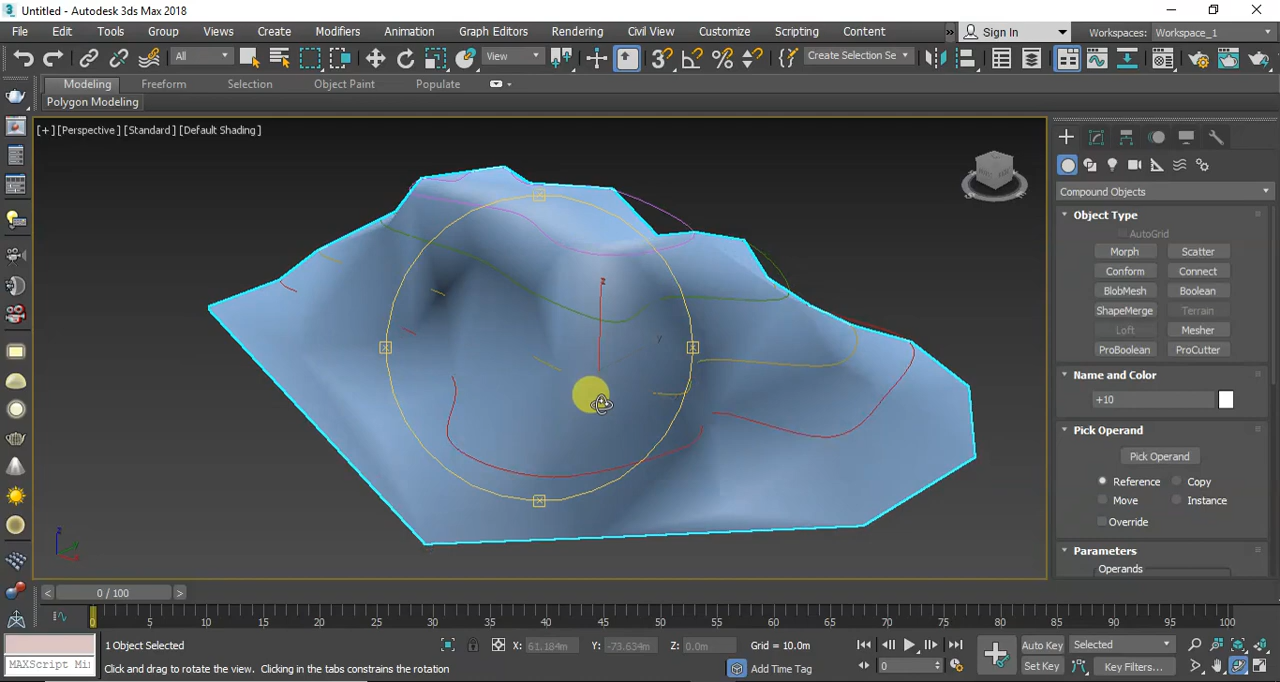 Untitled - Autodesk 3ds Max 2018
File Edit Tools Group Views Create Modifiers Animation Graph Editors Rendering Civil View Customize Scripting Content » Sign In Workspaces: Workspace_1
All View Create Selection Se
Modeling Freeform Selection Object Paint Populate
Polygon Modeling
[+] [Perspective] [Standard] [Default Shading]
Compound Objects
Object Type
AutoGrid
Morph Scatter
Conform Connect
BlobMesh Boolean
ShapeMerge Terrain
Loft Mesher
ProBoolean ProCutter
Name and Color
+10
Pick Operand
Pick Operand
Reference Copy
Move Instance
Override
Parameters
Operands
z
y
z
< 0 / 100 >
0 5 10 15 20 25 30 35 40 45 50 55 60 65 70 75 80 85 90 95 100
1 Object Selected X: 61.184m Y: -73.634m Z: 0.0m Grid = 10.0m Auto Key Selected
MAXScript Mi Click and drag to rotate the view. Clicking in the tabs constrains the rotation Add Time Tag 0 Set Key Key Filters...